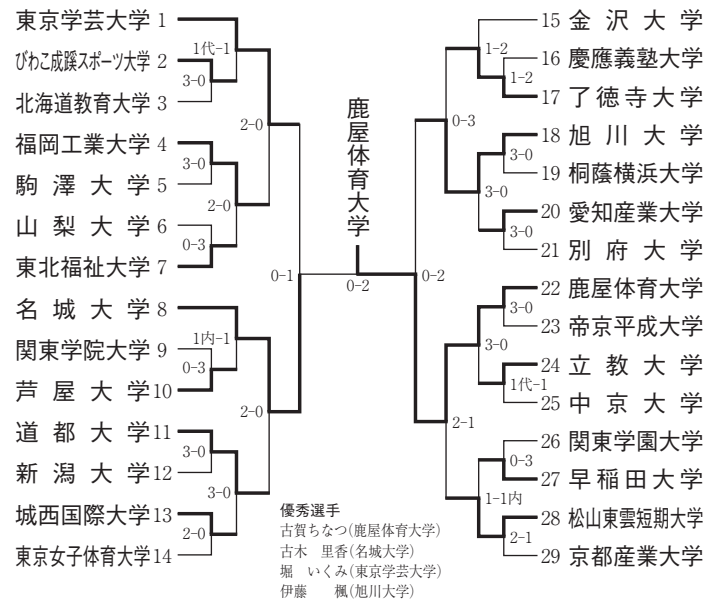 東京学芸大学 1
びわこ成蹊スポーツ大学 2
北海道教育大学 3
福岡工業大学 4
駒澤大学 5
山梨大学 6
東北福祉大学 7
名城大学 8
関東学院大学 9
芦屋大学 10
道都大学 11
新潟大学 12
城西国際大学 13
東京女子体育大学 14
1代-1
3-0
2-0
3-0
2-0
0-3
0-1
1内-1
0-3
2-0
3-0
3-0
2-0
鹿屋体育大学
0-2
15 金沢大学
16 慶應義塾大学
17 了徳寺大学
18 旭川大学
19 桐蔭横浜大学
20 愛知産業大学
21 別府大学
22 鹿屋体育大学
23 帝京平成大学
24 立教大学
25 中京大学
26 関東学園大学
27 早稲田大学
28 松山東雲短期大学
29 京都産業大学
1-2
1-2
0-3
3-0
3-0
3-0
0-2
3-0
3-0
1代-1
2-1
0-3
1-1内
2-1
優秀選手
古賀ちなつ(鹿屋体育大学)
古木 里香(名城大学)
堀 いくみ(東京学芸大学)
伊藤 楓(旭川大学)